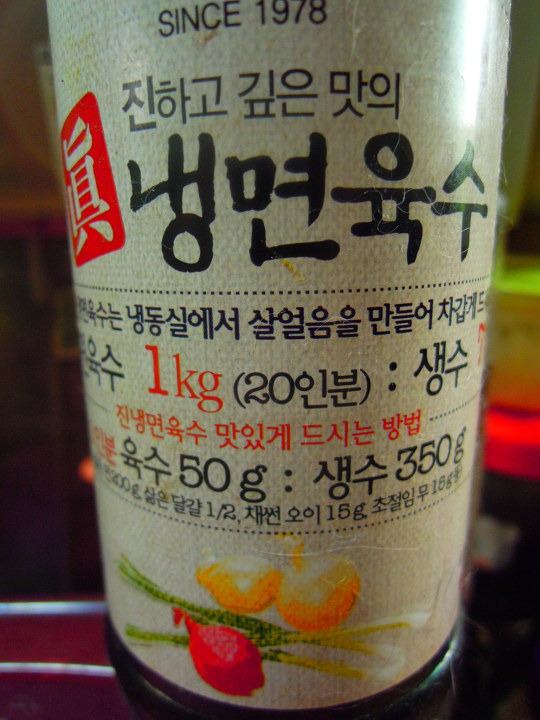 SINCE 1978
진하고 깊은 맛의
眞 냉면육수
육수는 냉동실에서 살얼음을 만들어 차갑게
육수 1kg (20인분) : 생수
진냉면육수 맛있게 드시는 방법
인분 육수 50g : 생수 350g
삶은 달걀 1/2, 채썬 오이 15g, 초절임무 15g